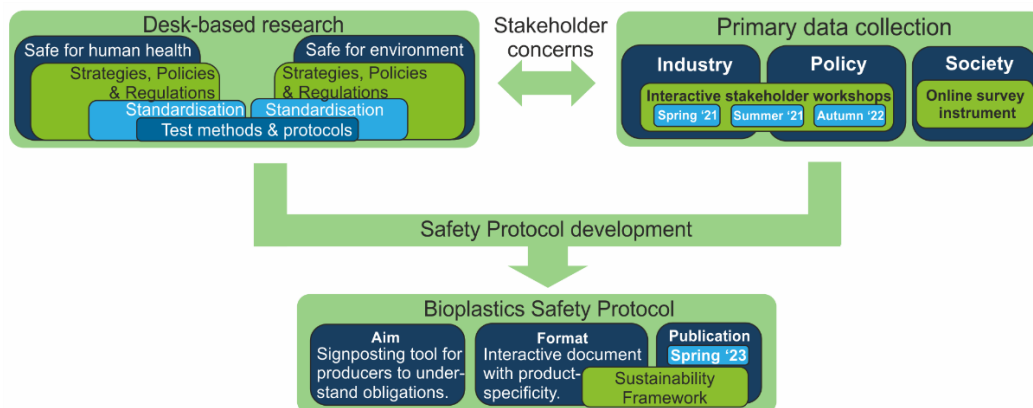 Desk-based research
Safe for human health
Safe for environment
Strategies, Policies
& Regulations
Strategies, Policies
& Regulations
Standardisation
Standardisation
Test methods & protocols
Stakeholder
concerns
Primary data collection
Industry
Policy
Society
Interactive stakeholder workshops
Spring ‘21
Summer ‘21
Autumn ‘22
Online survey
instrument
Safety Protocol development
Bioplastics Safety Protocol
Aim
Signposting tool for
producers to under-
stand obligations.
Format
Interactive document
with product-
specificity.
Publication
Spring ‘23
Sustainability
Framework